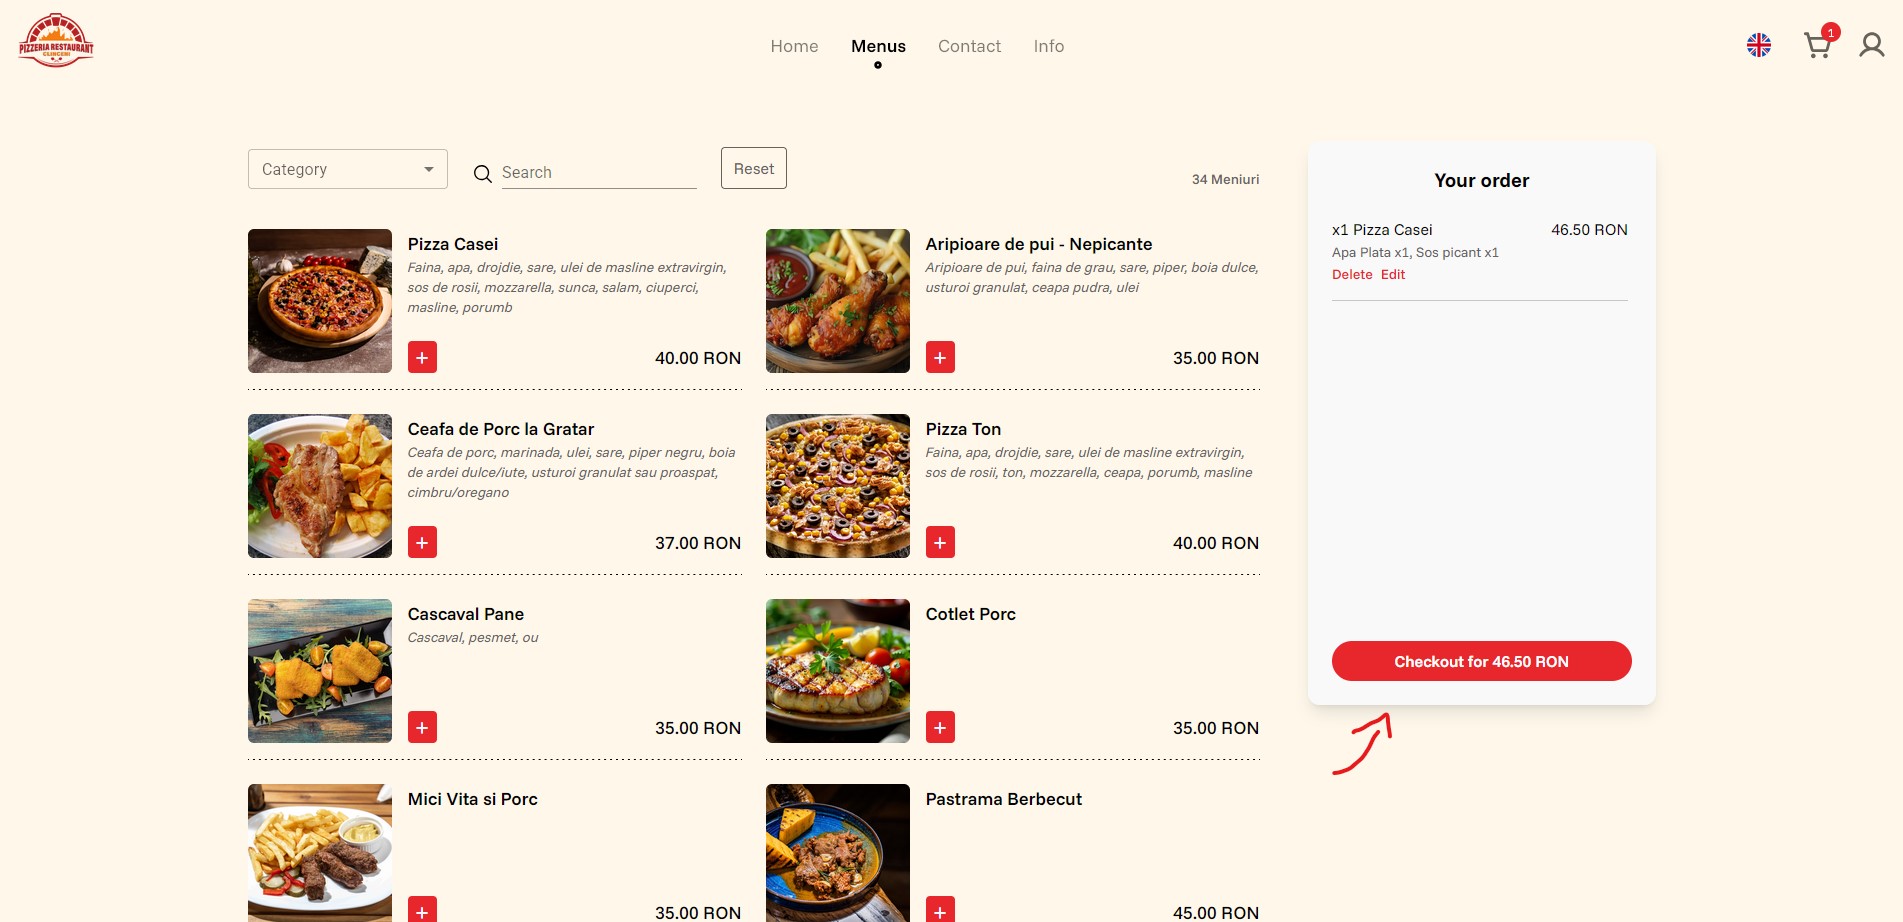 PIZZERIA RESTAURANT
CLINCENI
Home
Menus
Contact
Info
1
Category
Search
Reset
34 Meniuri
Pizza Casei
Faina, apa, drojdie, sare, ulei de masline extravirgin,
sos de rosii, mozzarella, sunca, salam, ciuperci,
masline, porumb
+
40.00 RON
Aripioare de pui - Nepicante
Aripioare de pui, faina de grau, sare, piper, boia dulce,
usturoi granulat, ceapa pudra, ulei
+
35.00 RON
Ceafa de Porc la Gratar
Ceafa de porc, marinada, ulei, sare, piper negru, boia
de ardei dulce/iute, usturoi granulat sau proaspat,
cimbru/oregano
+
37.00 RON
Pizza Ton
Faina, apa, drojdie, sare, ulei de masline extravirgin,
sos de rosii, ton, mozzarella, ceapa, porumb, masline
+
40.00 RON
Cascaval Pane
Cascaval, pesmet, ou
+
35.00 RON
Cotlet Porc
+
35.00 RON
Mici Vita si Porc
+
35.00 RON
Pastrama Berbecut
+
45.00 RON
Your order
x1 Pizza Casei 46.50 RON
Apa Plata x1, Sos picant x1
Delete Edit
Checkout for 46.50 RON